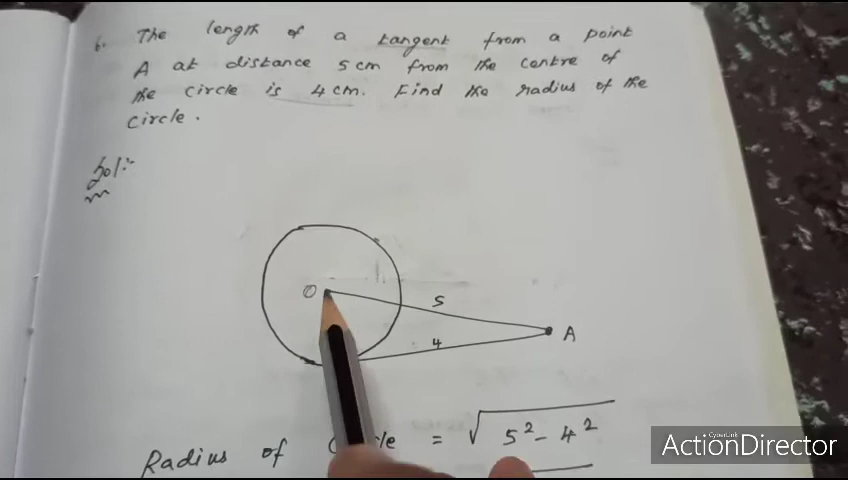 6. The length of a tangent from a point
A at distance 5 cm from the centre of
the circle is 4 cm. Find the radius of the
circle.
Sol:-
O
5
A
4
Radius of = √5² - 4²
CyberLink
ActionDirector